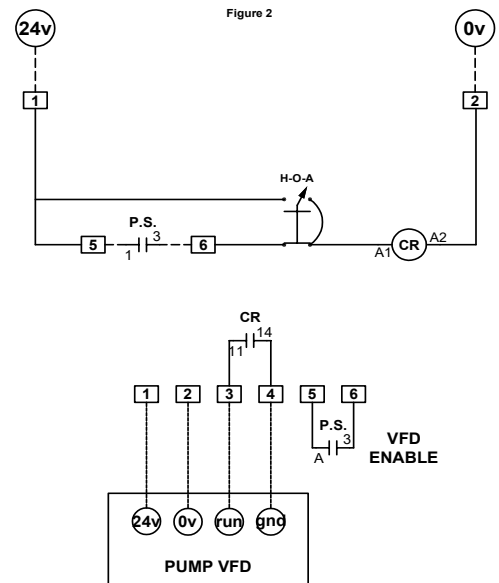 Figure 2
24v 0v
1 2
H-O-A
P.S.
5 1 3 6
A1 CR A2
CR
11 14
1 2 3 4 5 6
P.S.
A 3
VFD
ENABLE
24v 0v run gnd
PUMP VFD